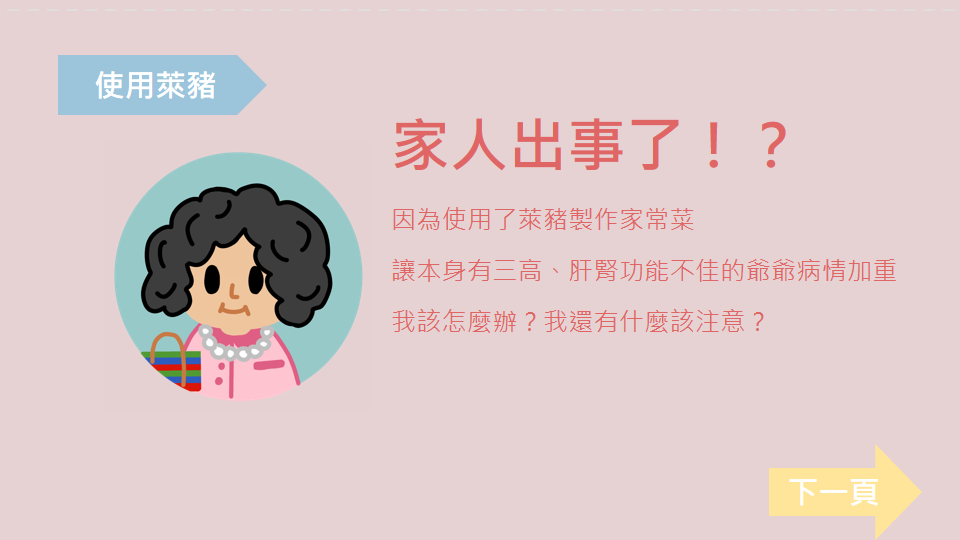 使用萊豬
家人出事了！？
因為使用了萊豬製作家常菜
讓本身有三高、肝腎功能不佳的爺爺病情加重
我該怎麼辦？我還有什麼該注意？
下一頁